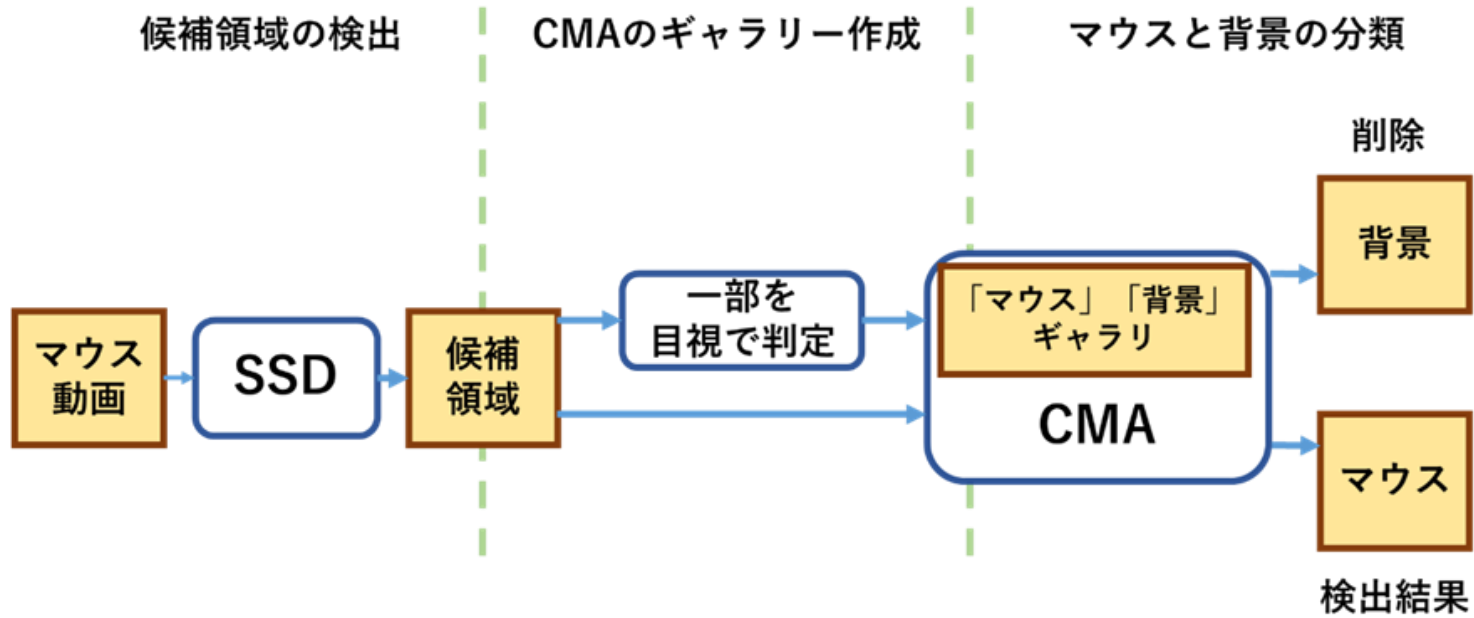 候補領域の検出
CMAのギャラリー作成
マウスと背景の分類
マウス
動画
SSD
候補
領域
一部を
目視で判定
「マウス」「背景」
ギャラリ
CMA
削除
背景
マウス
検出結果